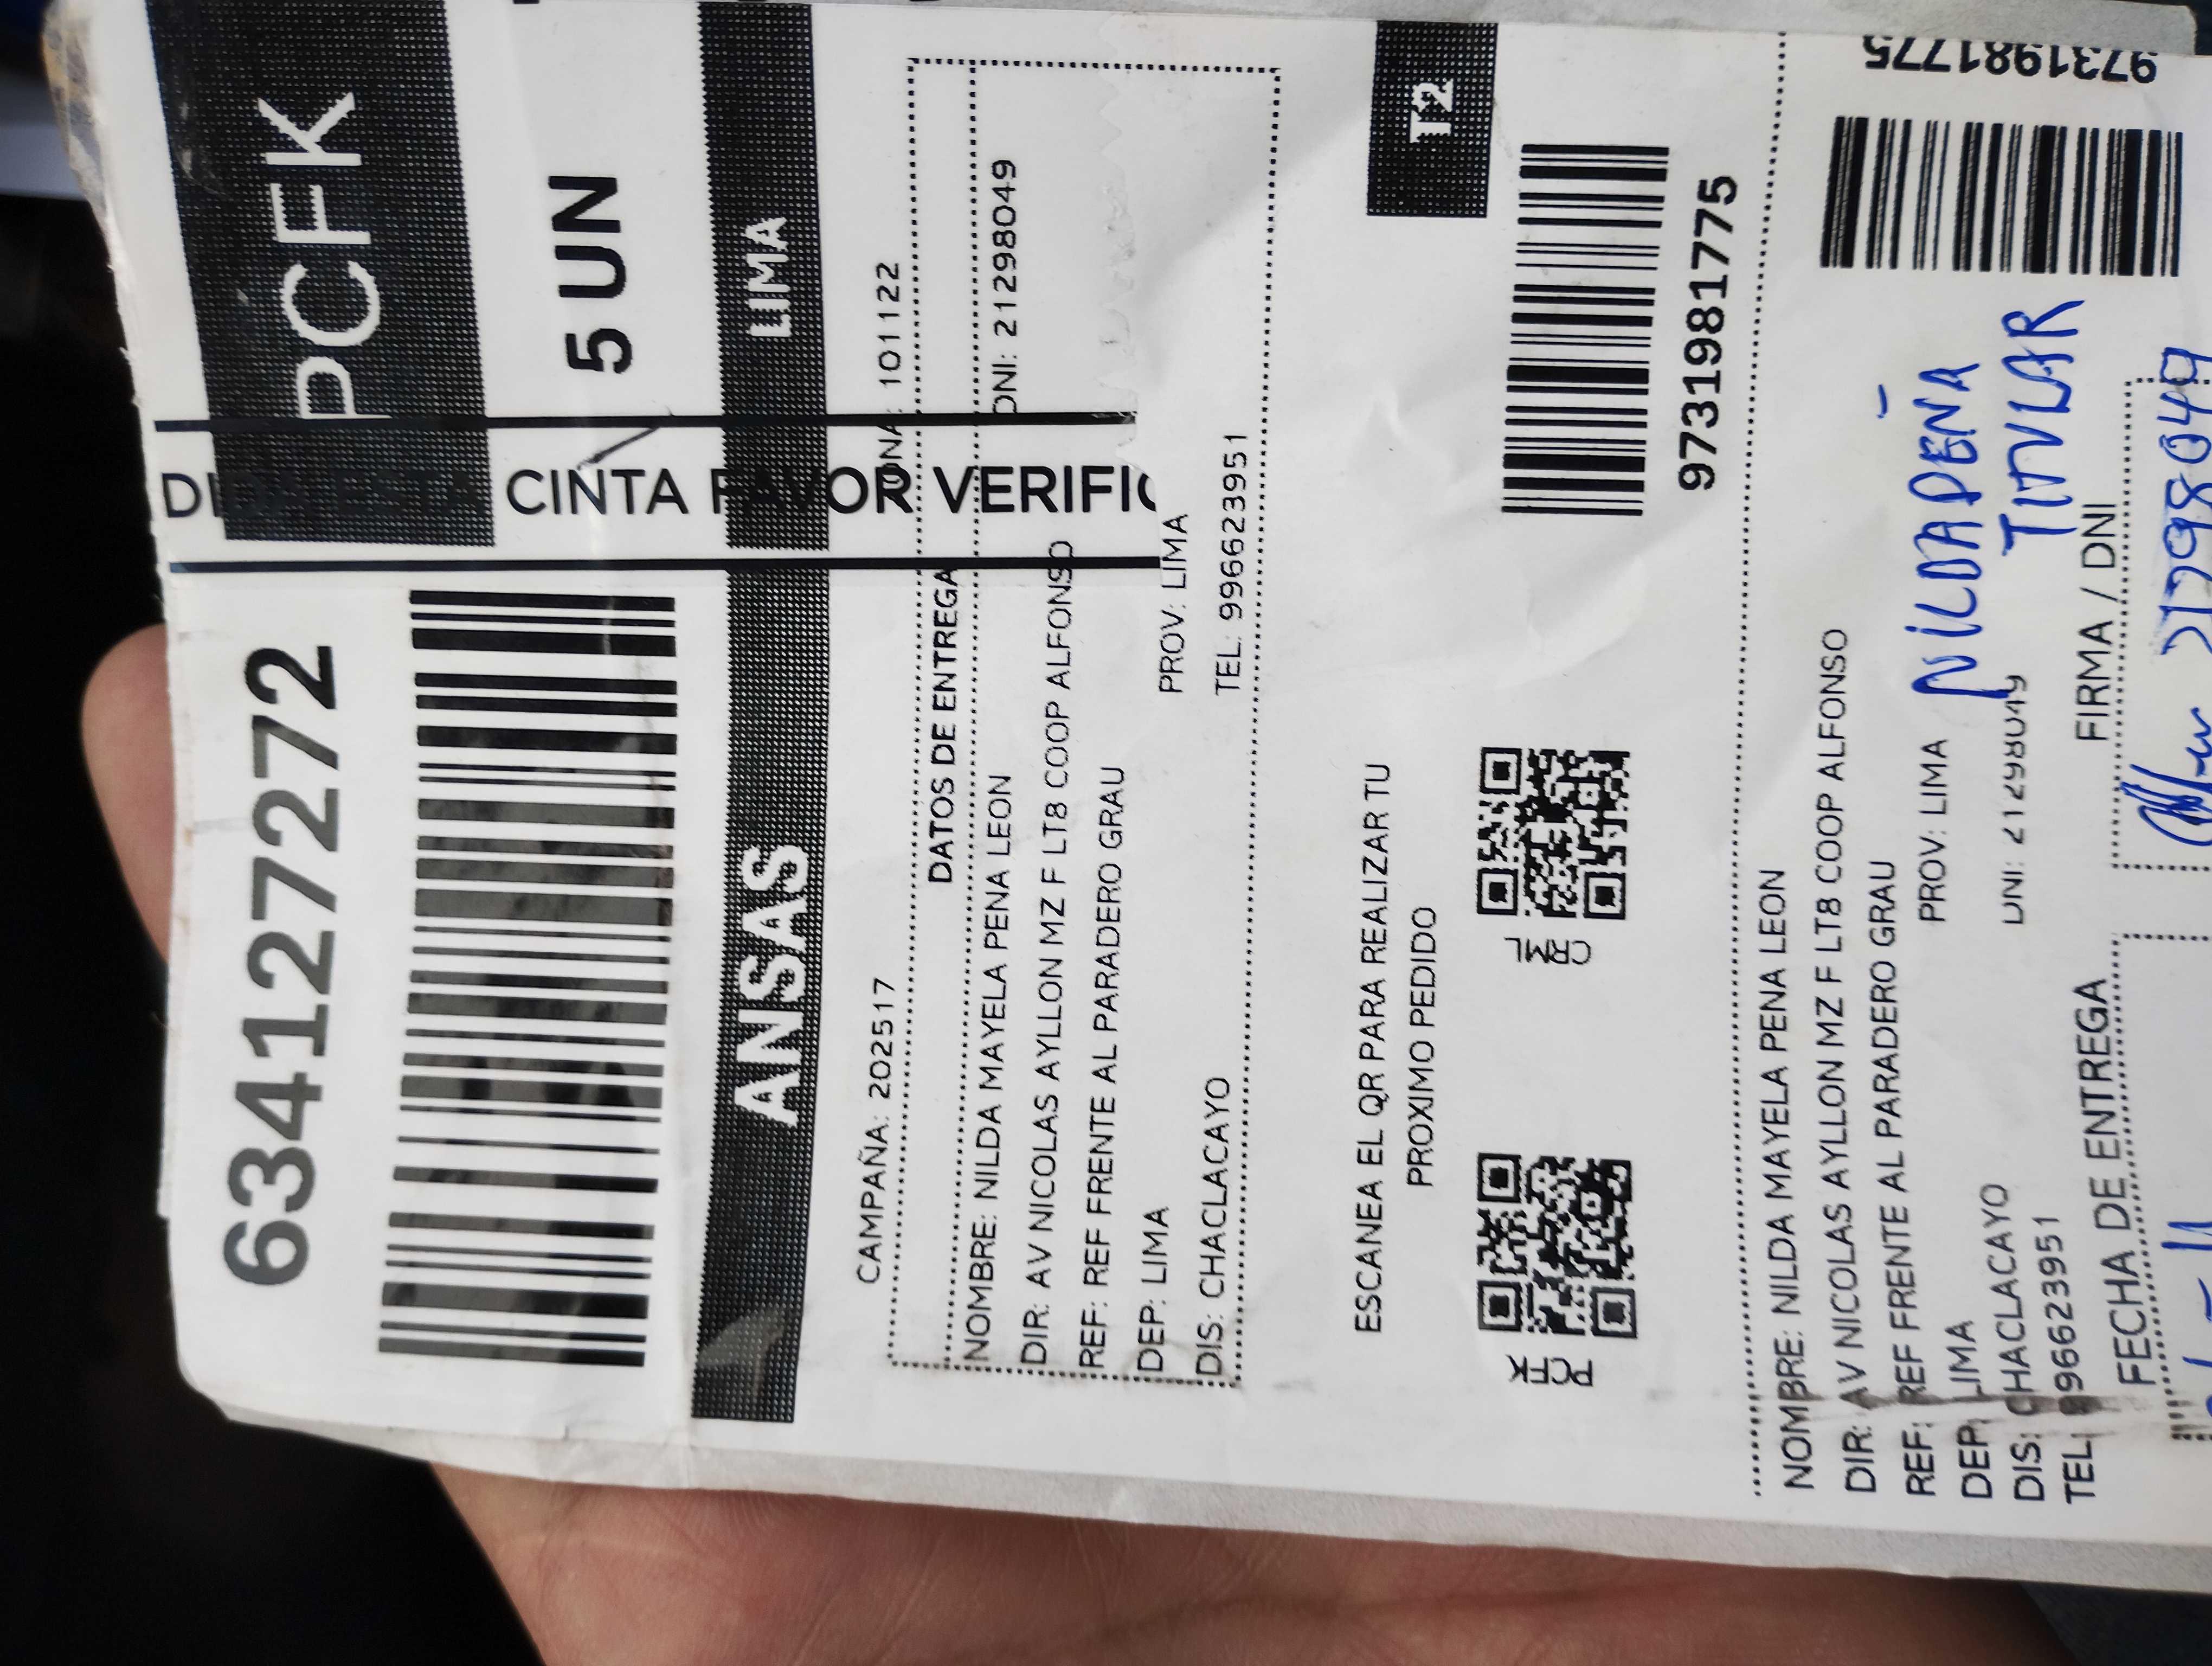 PCFK
634127272
5 UN
DIDA ESTA CINTA FAVOR VERIFIC
ANSAS LIMA
CAMPAÑA: 202517 ZONA: 101122
DATOS DE ENTREGA
NOMBRE: NILDA MAYELA PENA LEON DNI: 21298049
DIR: AV NICOLAS AYLLON MZ F LT8 COOP ALFONSO
REF: REF FRENTE AL PARADERO GRAU
DEP: LIMA PROV: LIMA
DIS: CHACLACAYO TEL: 996623951
T2
ESCANEA EL QR PARA REALIZAR TU
PROXIMO PEDIDO
PCFK CRML
9731981775
NOMBRE: NILDA MAYELA PENA LEON
DIR: AV NICOLAS AYLLON MZ F LT8 COOP ALFONSO
REF: REF FRENTE AL PARADERO GRAU
DEP: LIMA PROV: LIMA
DIS: CHACLACAYO DNI: 21298049
TEL: 996623951
9731981775
NILDA PEÑA
TITVLAR
FECHA DE ENTREGA FIRMA / DNI
21298049